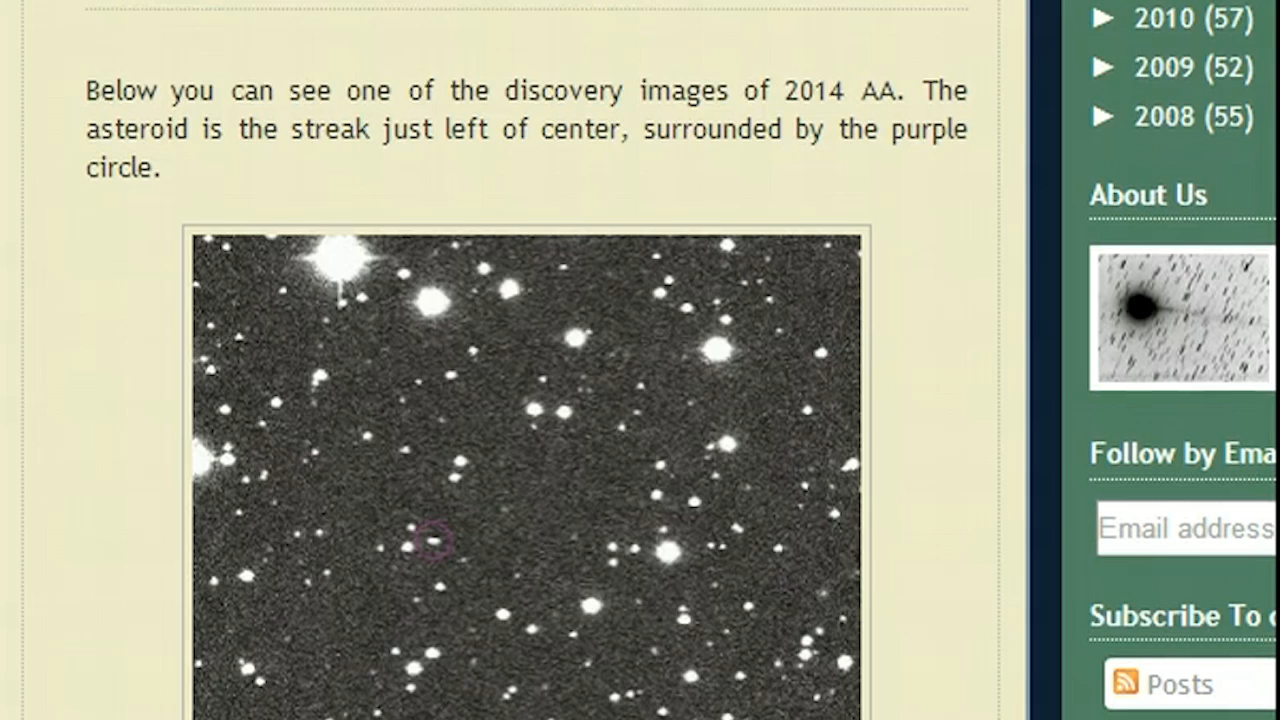 Below you can see one of the discovery images of 2014 AA. The
asteroid is the streak just left of center, surrounded by the purple
circle.
► 2010 (57)
► 2009 (52)
► 2008 (55)
About Us
Follow by Ema
Email address
Subscribe To
Posts